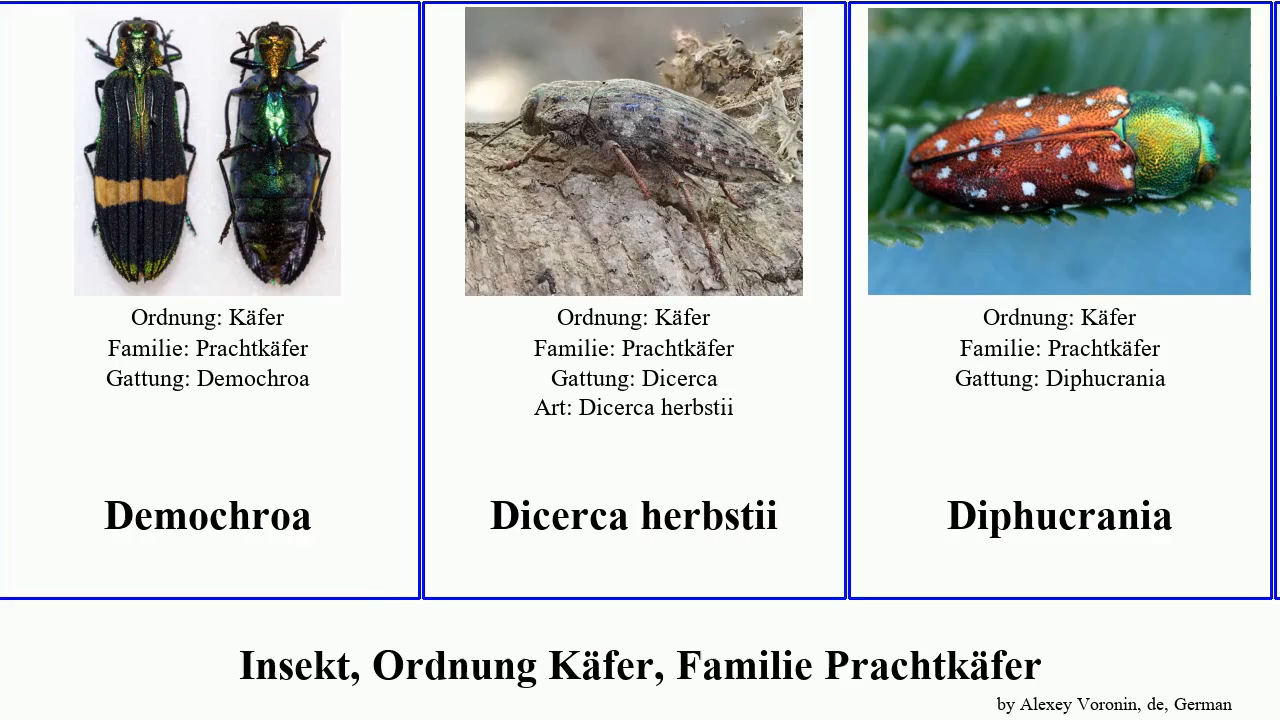 Ordnung: Käfer
Familie: Prachtkäfer
Gattung: Demochroa
Demochroa
Ordnung: Käfer
Familie: Prachtkäfer
Gattung: Dicerca
Art: Dicerca herbstii
Dicerca herbstii
Ordnung: Käfer
Familie: Prachtkäfer
Gattung: Diphucrania
Diphucrania
Insekt, Ordnung Käfer, Familie Prachtkäfer
by Alexey Voronin, de, German